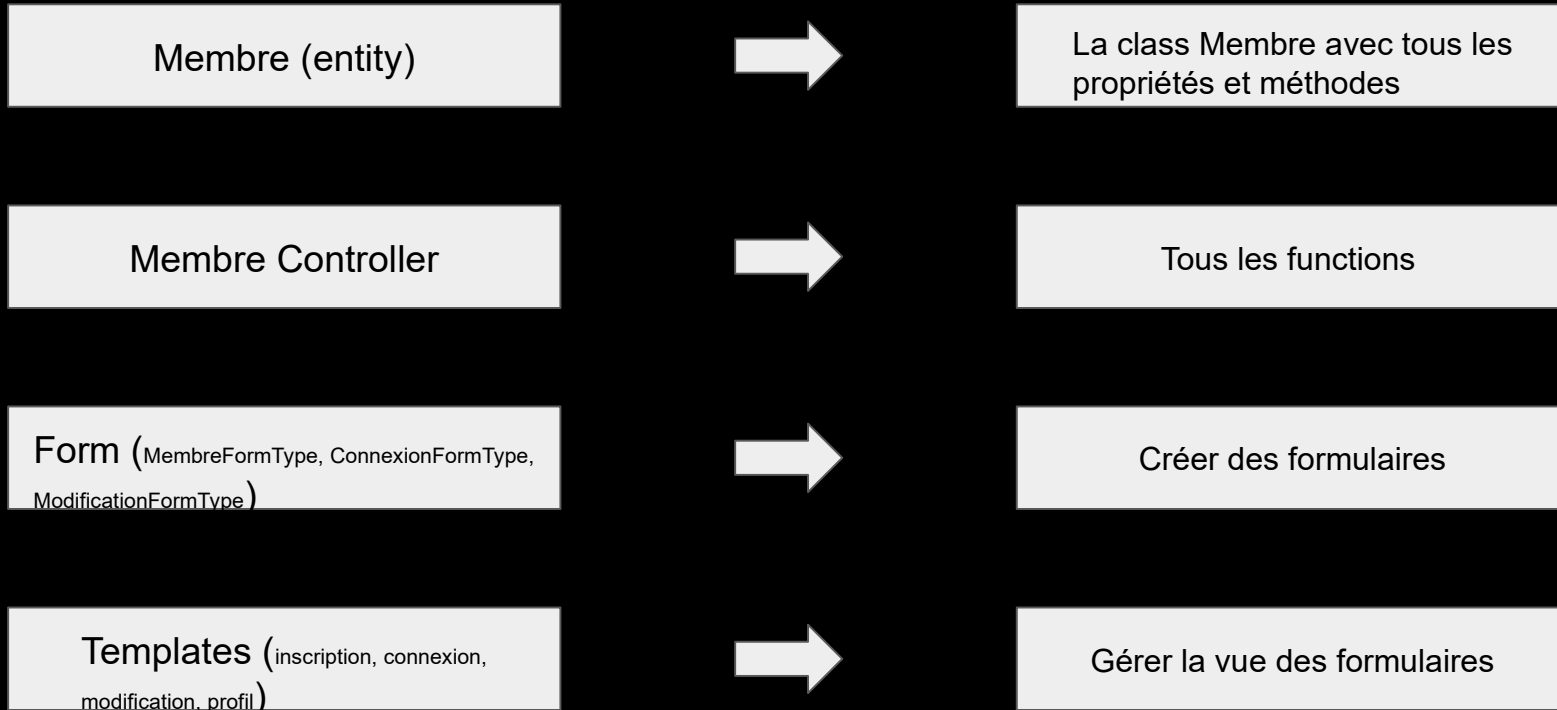 Membre (entity)
La class Membre avec tous les
propriétés et méthodes
Membre Controller
Tous les functions
Form (MembreFormType, ConnexionFormType,
ModificationFormType)
Créer des formulaires
Templates (inscription, connexion,
modification, profil)
Gérer la vue des formulaires